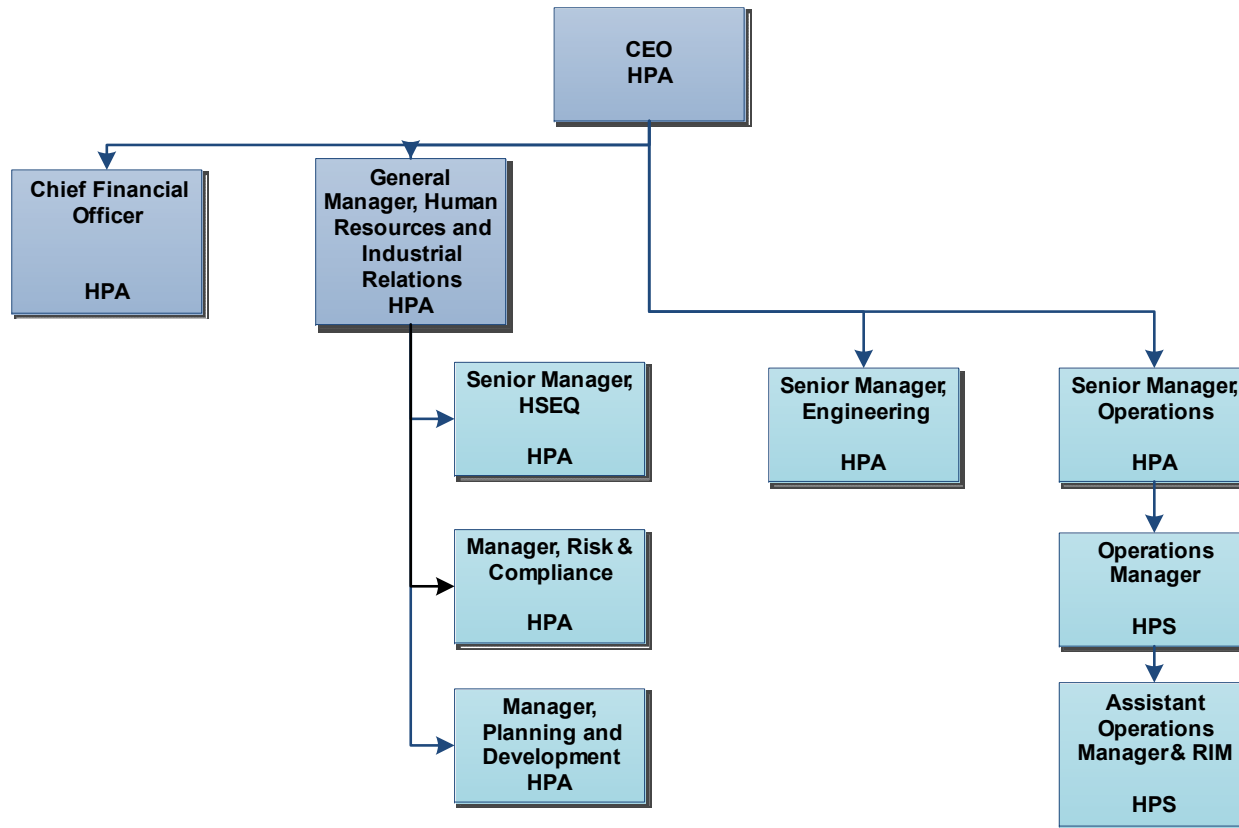 CEO
HPA
Chief Financial
Officer
HPA
General
Manager, Human
Resources and
Industrial
Relations
HPA
Senior Manager,
HSEQ
HPA
Senior Manager,
Engineering
HPA
Senior Manager,
Operations
HPA
Manager, Risk &
Compliance
HPA
Operations
Manager
HPS
Manager,
Planning and
Development
HPA
Assistant
Operations
Manager & RIM
HPS